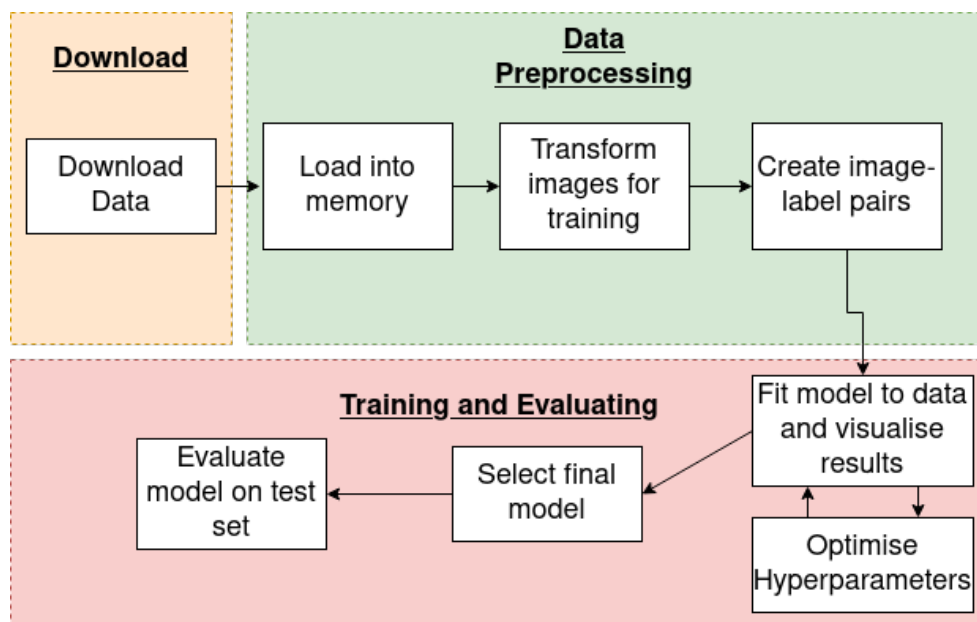 Download
Download
Data
Data
Preprocessing
Load into
memory
Transform
images for
training
Create image-
label pairs
Training and Evaluating
Fit model to data
and visualise
results
Optimise
Hyperparameters
Select final
model
Evaluate
model on test
set